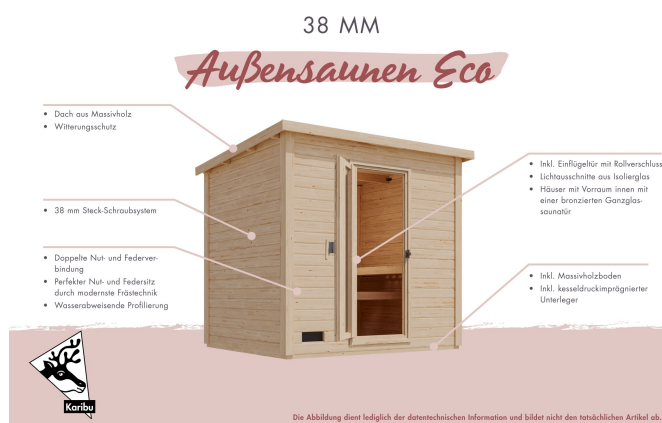 38 MM
Außensaunen Eco
• Dach aus Massivholz
• Witterungsschutz
• 38 mm Steck-Schraubsystem
• Doppelte Nut- und Federver-
bindung
• Perfekter Nut- und Federsitz
durch modernste Frästechnik
• Wasserabweisende Profilierung
• Inkl. Einflügeltür mit Rollverschluss
• Lichtausschnitte aus Isolierglas
• Häuser mit Vorraum innen mit
einer bronzierten Ganzglas-
saunatür
• Inkl. Massivholzboden
• Inkl. kesseldruckimprägnierter
Unterleger
Karibu
Die Abbildung dient lediglich der datentechnischen Information und bildet nicht den tatsächlichen Artikel ab.